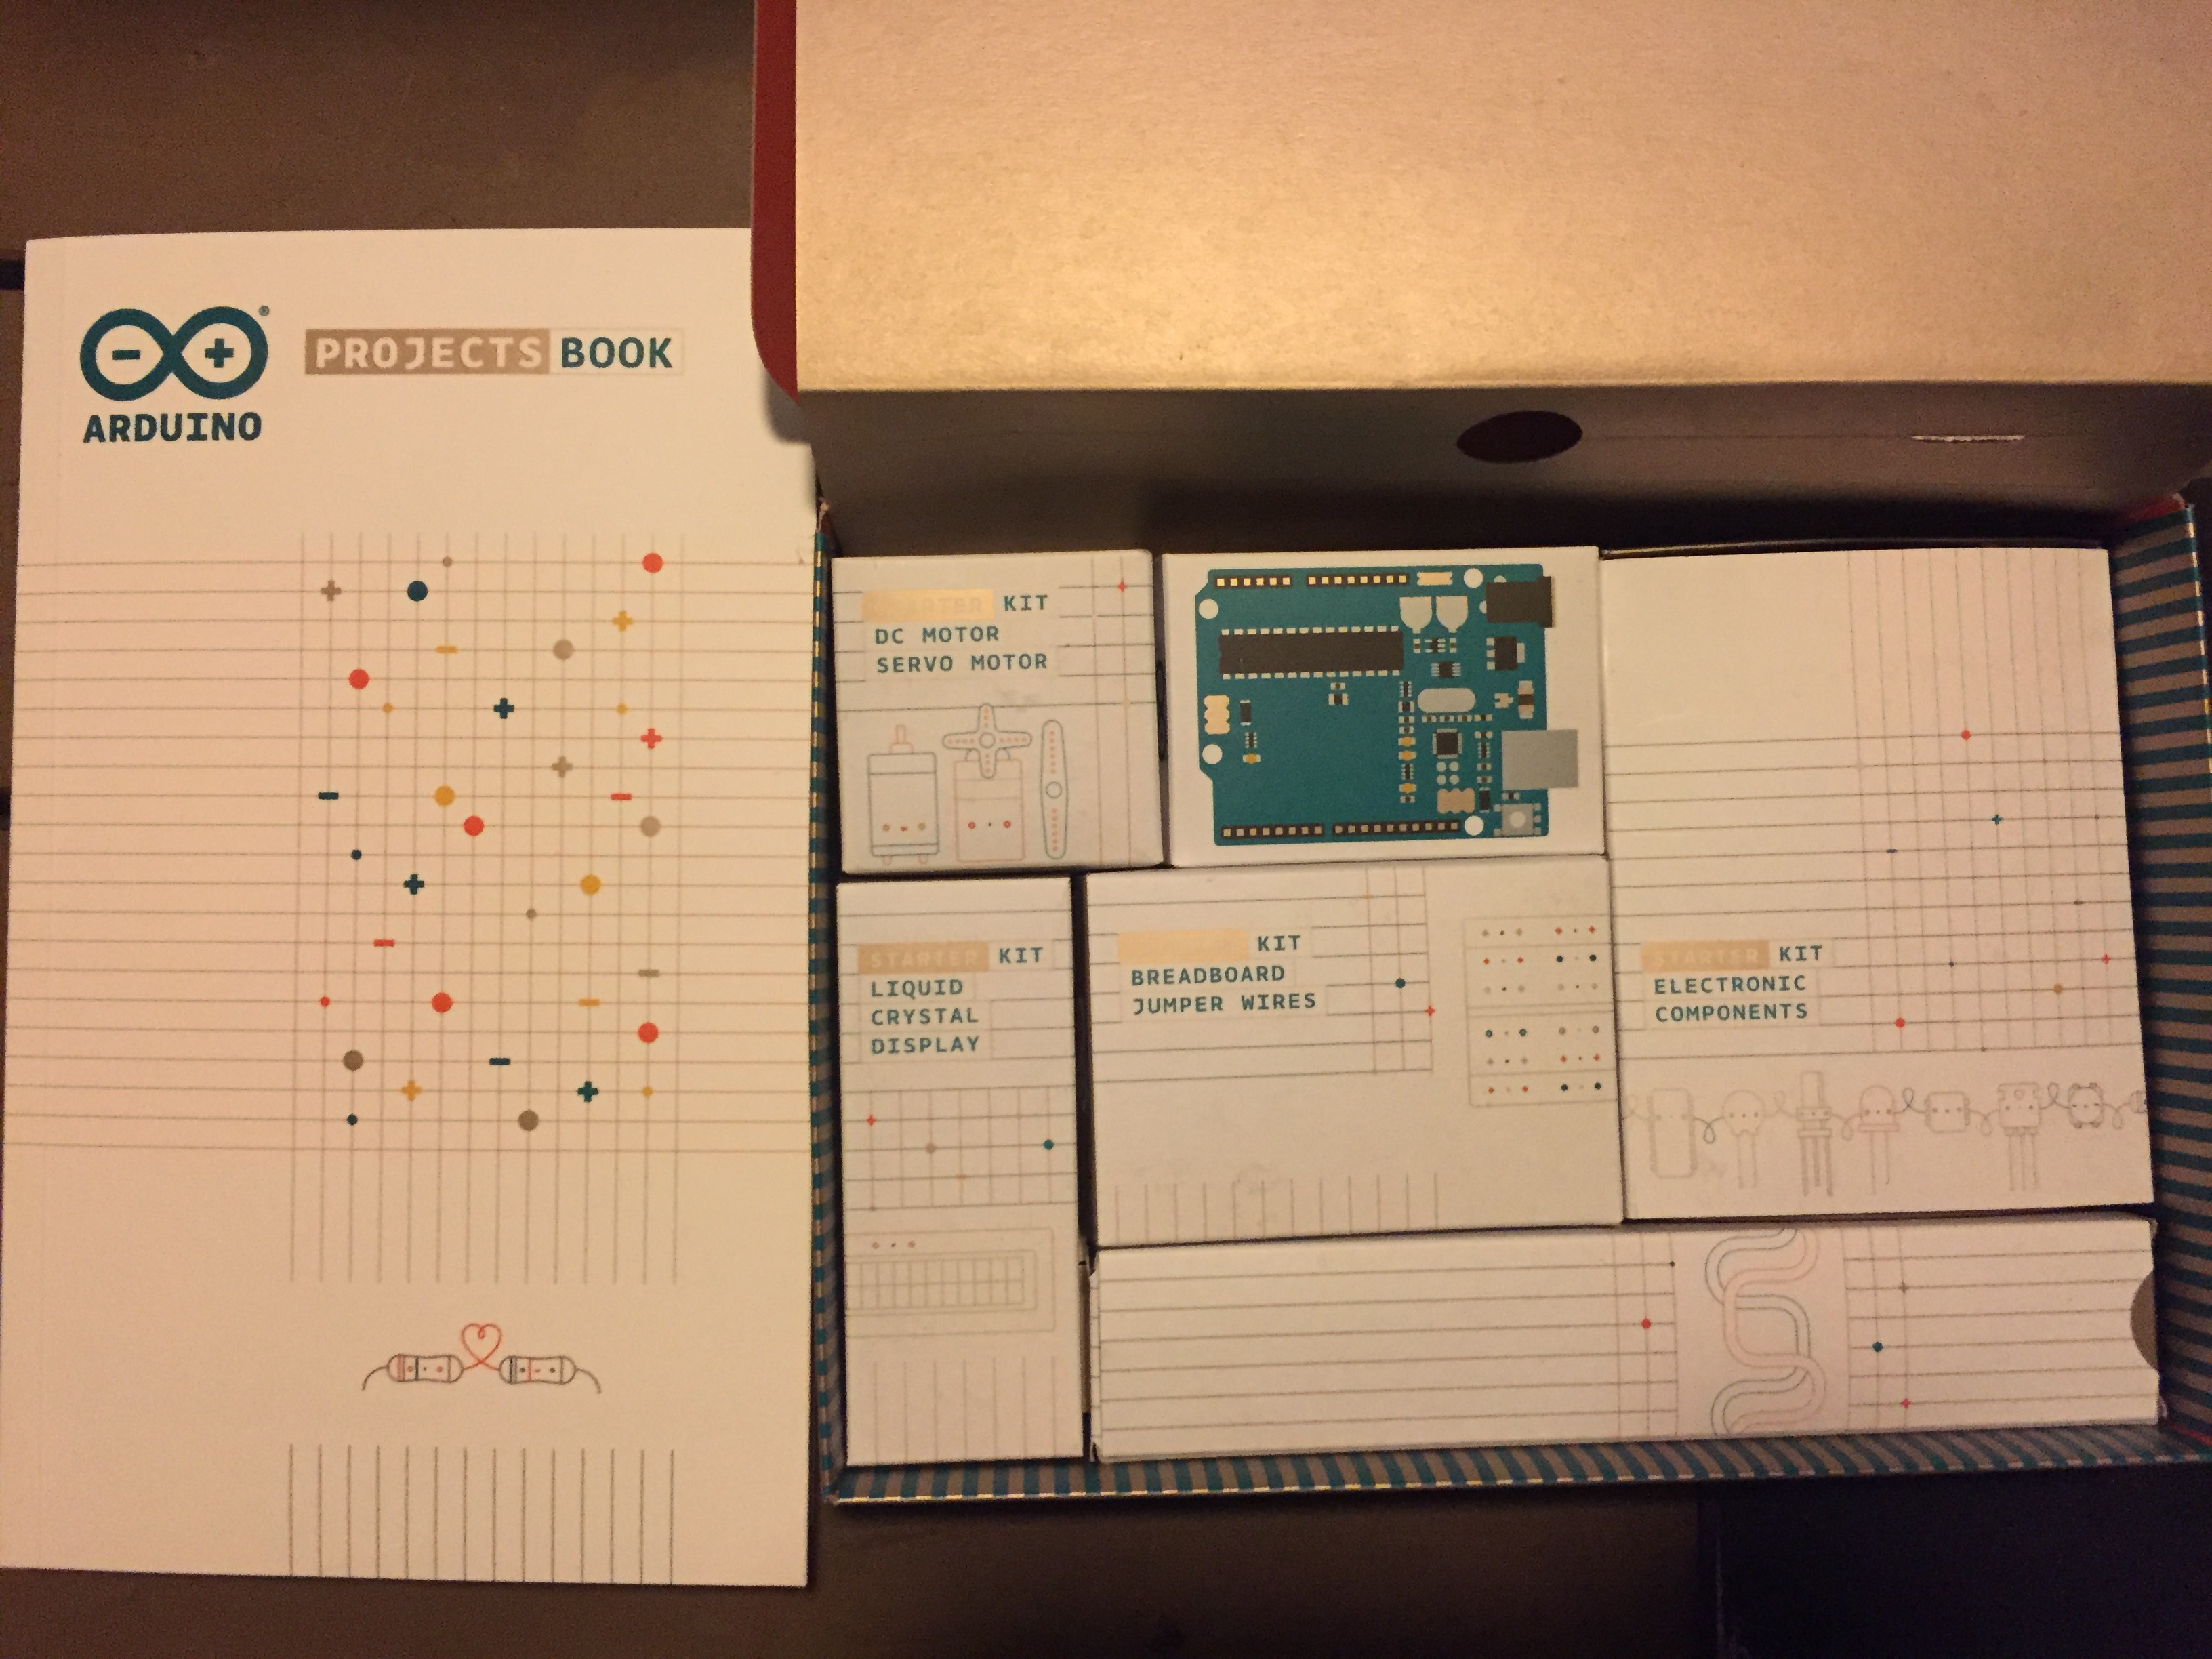 PROJECTS BOOK
ARDUINO
STARTER KIT
DC MOTOR
SERVO MOTOR
STARTER KIT
LIQUID
CRYSTAL
DISPLAY
KIT
BREADBOARD
JUMPER WIRES
STARTER KIT
ELECTRONIC
COMPONENTS